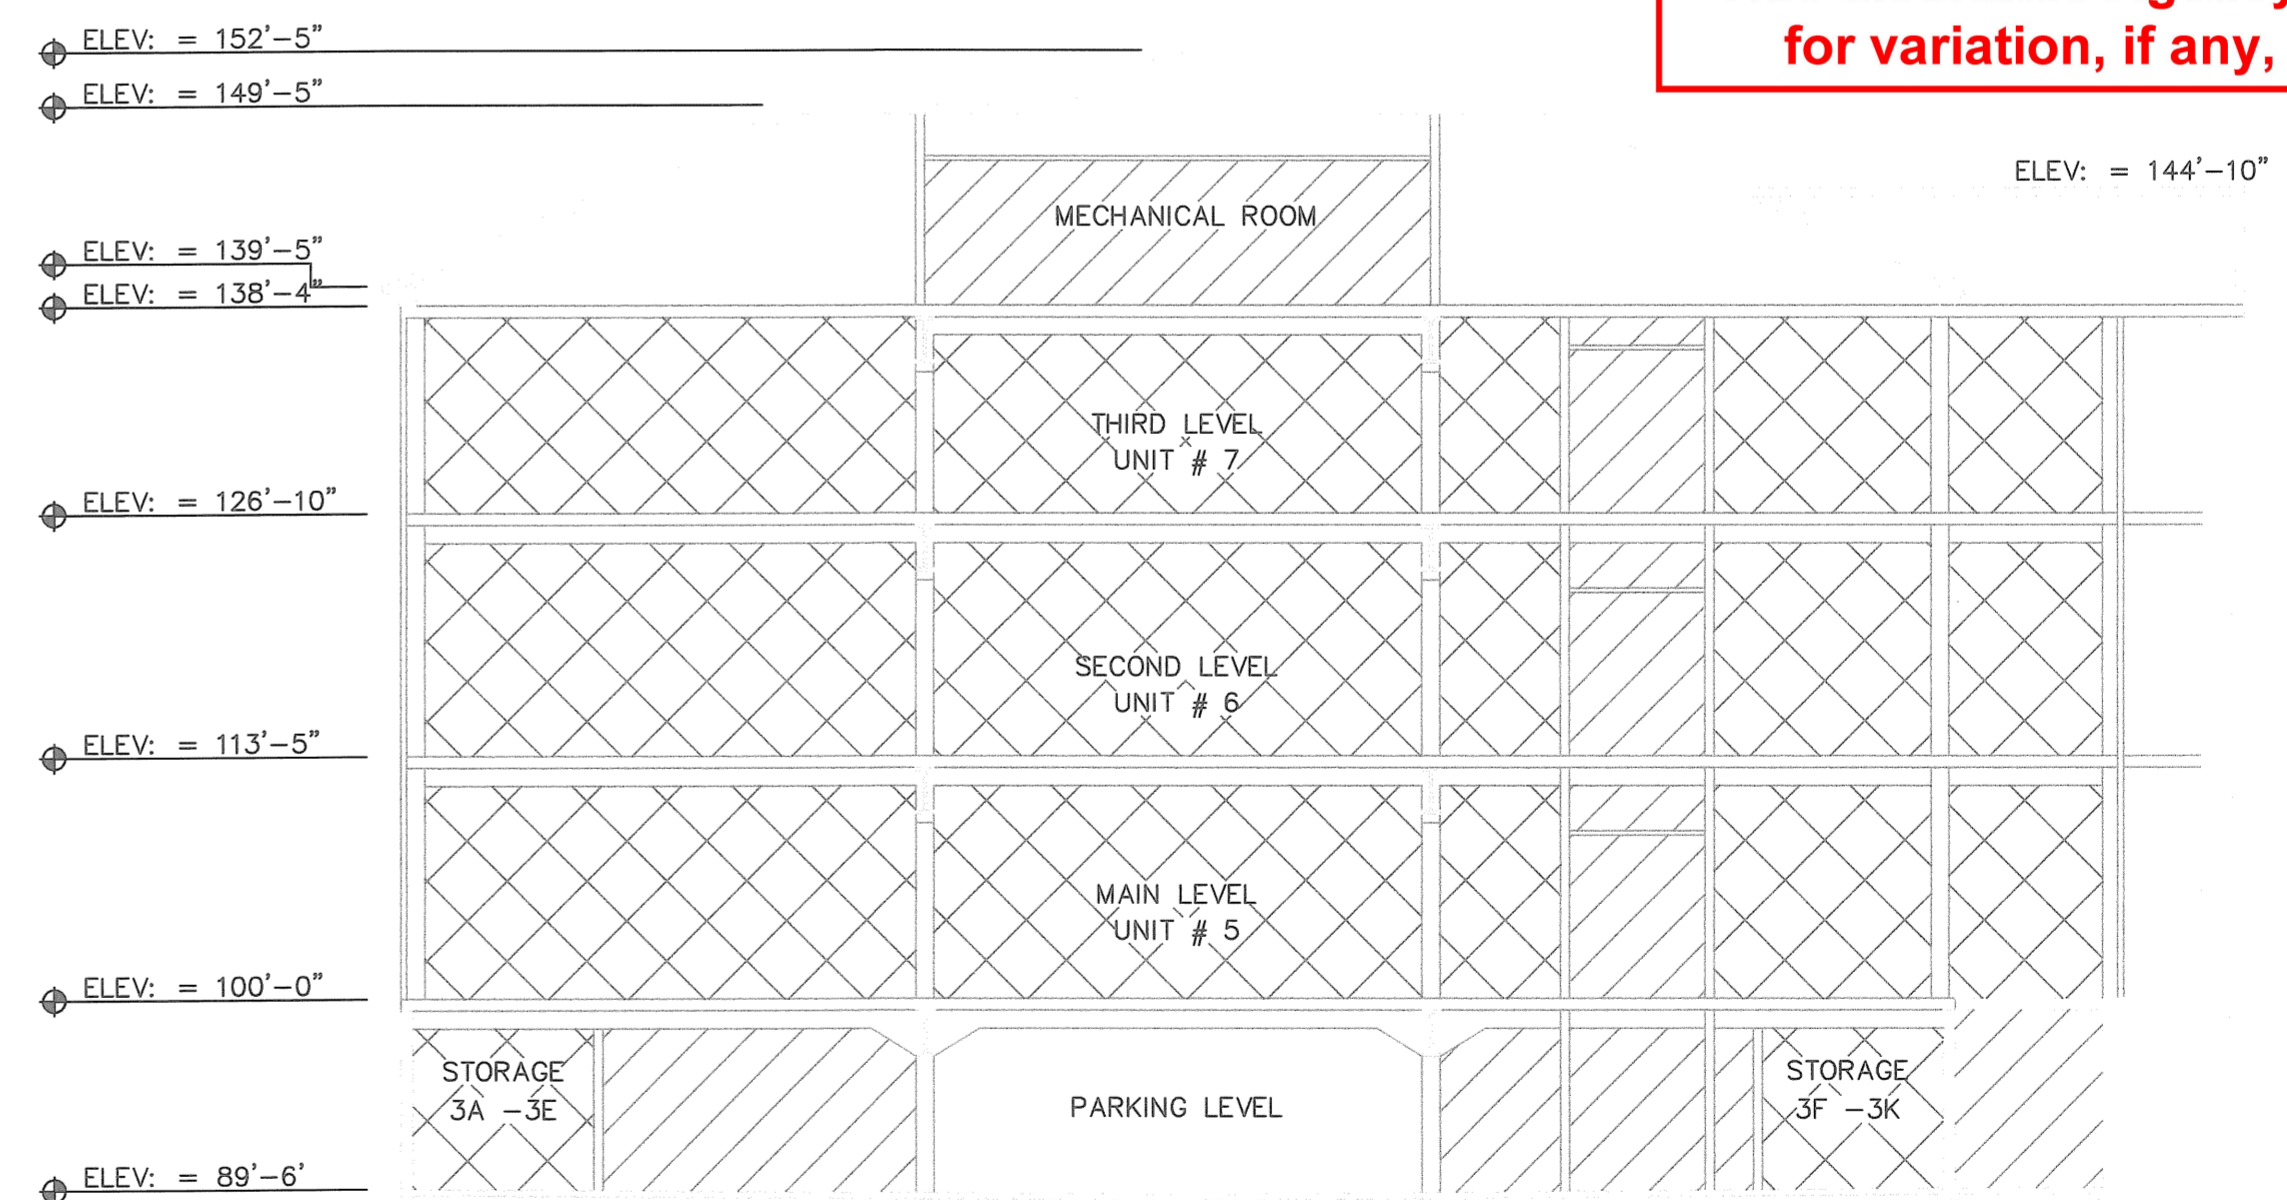 ELEV: = 152'-5"
for variation, if any,
ELEV: = 149'-5"
ELEV: = 144'-10"
MECHANICAL ROOM
ELEV: = 139'-5"
ELEV: = 138'-4"
THIRD LEVEL
UNIT # 7
ELEV: = 126'-10"
SECOND LEVEL
UNIT # 6
ELEV: = 113'-5"
MAIN LEVEL
UNIT # 5
ELEV: = 100'-0"
STORAGE
3A -3E
PARKING LEVEL
STORAGE
3F -3K
ELEV: = 89'-6'